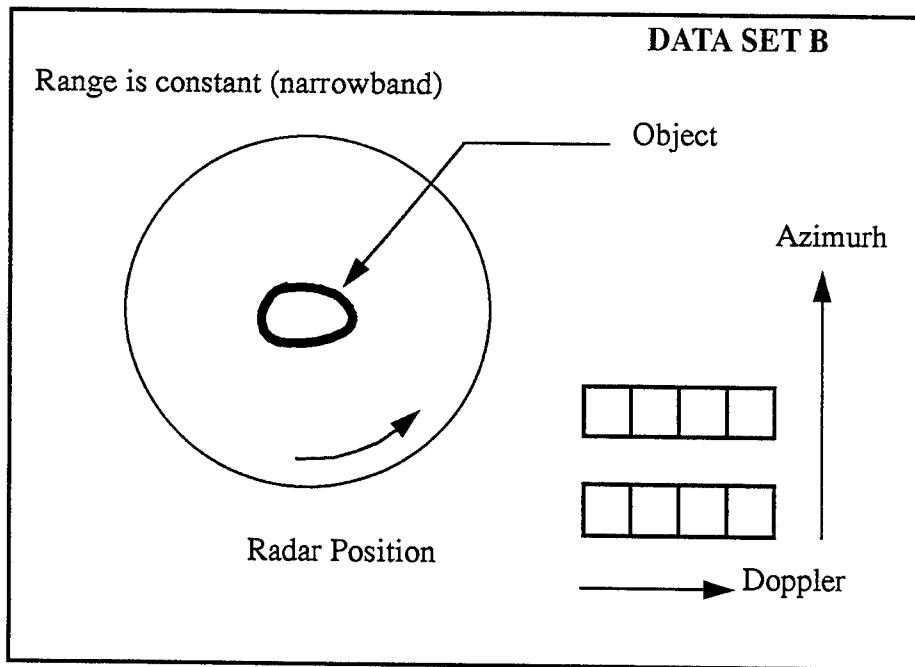 DATA SET B
Range is constant (narrowband)
Object
Azimurh
Radar Position
Doppler